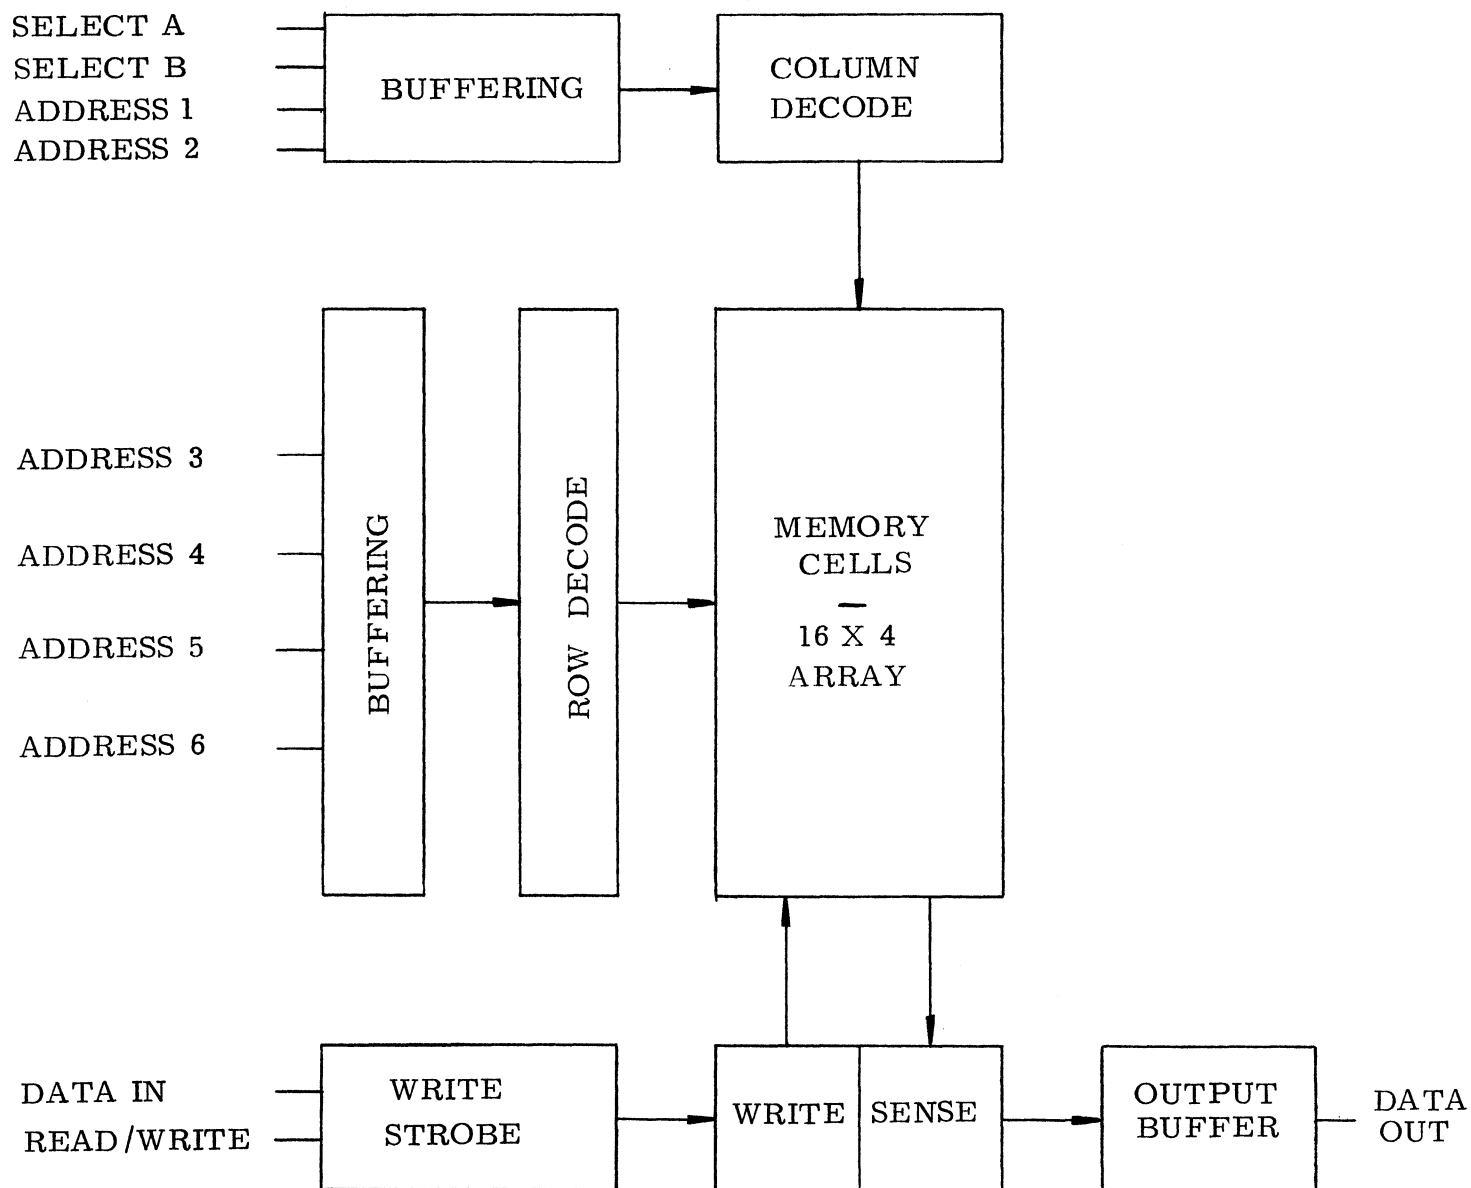 SELECT A
SELECT B
ADDRESS 1
ADDRESS 2
BUFFERING
COLUMN
DECODE
ADDRESS 3
ADDRESS 4
ADDRESS 5
ADDRESS 6
BUFFERING
ROW DECODE
MEMORY
CELLS
—
16 X 4
ARRAY
DATA IN
READ/WRITE
WRITE
STROBE
WRITE
SENSE
OUTPUT
BUFFER
DATA
OUT